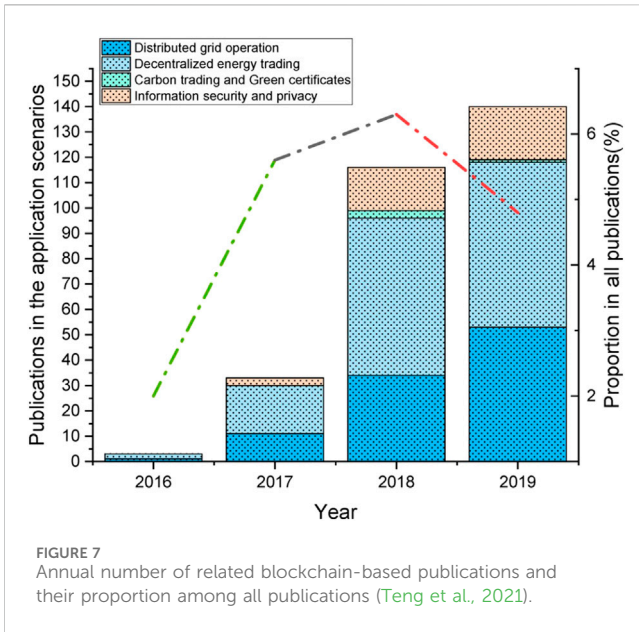 Distributed grid operation
Decentralized energy trading
Carbon trading and Green certificates
Information security and privacy
Publications in the application scenarios
150
140
130
120
110
100
90
80
70
60
50
40
30
20
10
0
6
4
2
Proportion in all publications(%)
2016 2017 2018 2019
Year
FIGURE 7
Annual number of related blockchain-based publications and
their proportion among all publications (Teng et al., 2021).